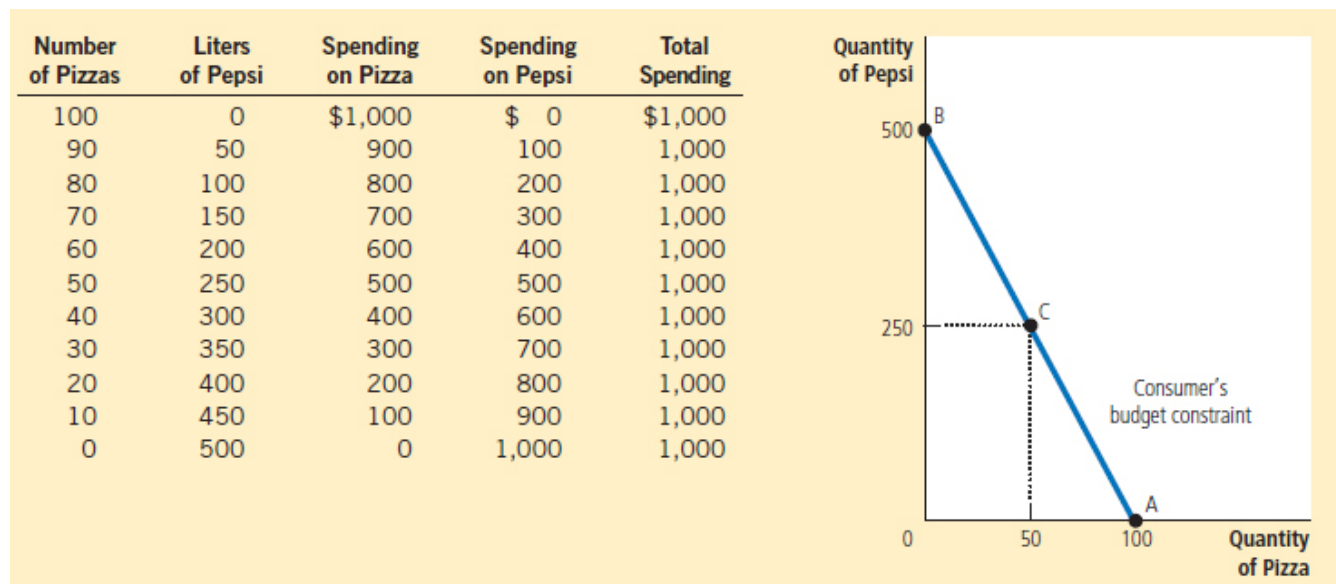 Number Liters Spending Spending Total
of Pizzas of Pepsi on Pizza on Pepsi Spending
100 0 $1,000 $ 0 $1,000
90 50 900 100 1,000
80 100 800 200 1,000
70 150 700 300 1,000
60 200 600 400 1,000
50 250 500 500 1,000
40 300 400 600 1,000
30 350 300 700 1,000
20 400 200 800 1,000
10 450 100 900 1,000
0 500 0 1,000 1,000
Quantity
of Pepsi
B
500
C
250
Consumer's
budget constraint
A
0 50 100 Quantity
of Pizza